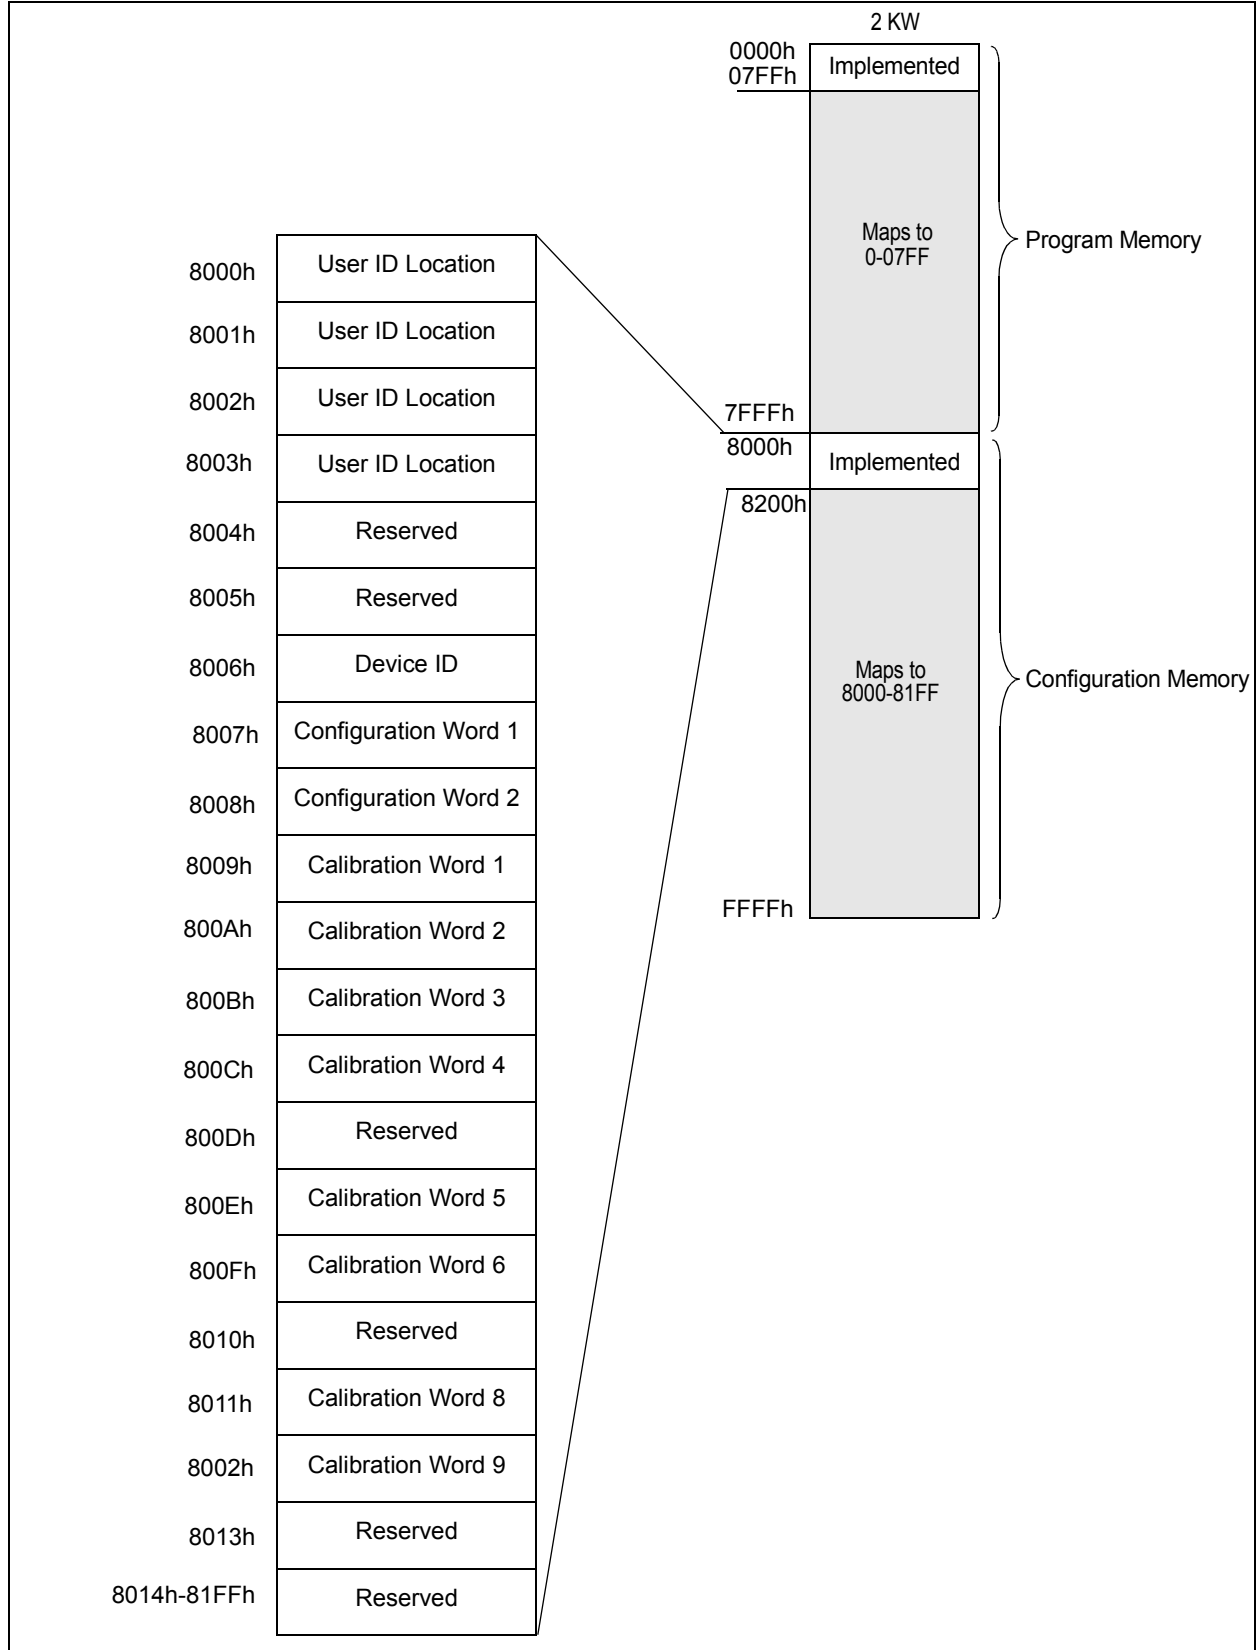 2 KW
0000h
07FFh
Implemented
Maps to
0-07FF
Program Memory
7FFFh
8000h
Implemented
8200h
Maps to
8000-81FF
Configuration Memory
FFFFh
8000h User ID Location
8001h User ID Location
8002h User ID Location
8003h User ID Location
8004h Reserved
8005h Reserved
8006h Device ID
8007h Configuration Word 1
8008h Configuration Word 2
8009h Calibration Word 1
800Ah Calibration Word 2
800Bh Calibration Word 3
800Ch Calibration Word 4
800Dh Reserved
800Eh Calibration Word 5
800Fh Calibration Word 6
8010h Reserved
8011h Calibration Word 8
8002h Calibration Word 9
8013h Reserved
8014h-81FFh Reserved